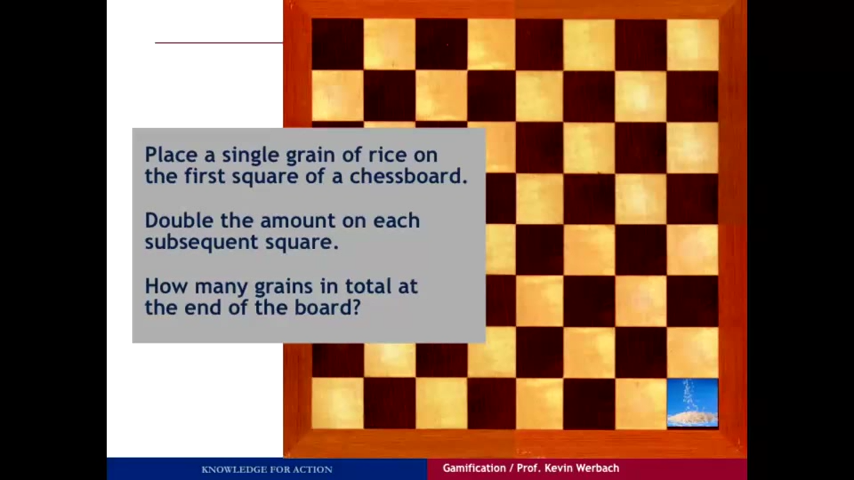 Place a single grain of rice on
the first square of a chessboard.
Double the amount on each
subsequent square.
How many grains in total at
the end of the board?
KNOWLEDGE FOR ACTION
Gamification / Prof. Kevin Werbach